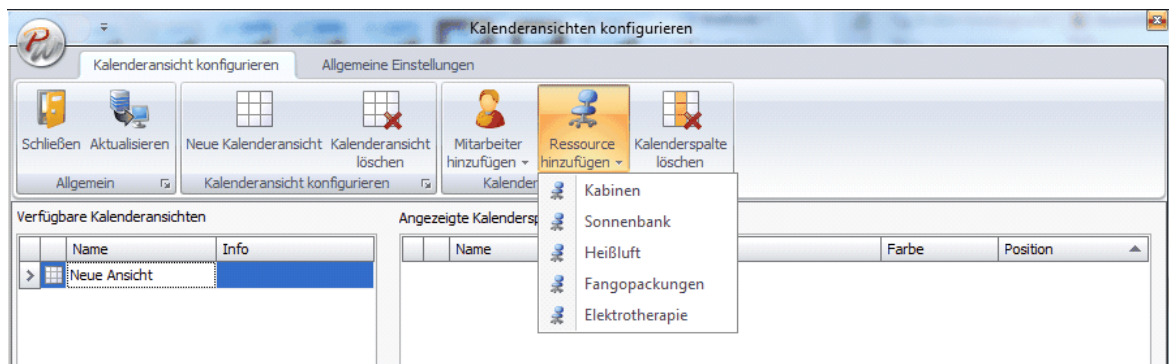 Kalenderansichten konfigurieren
Kalenderansicht konfigurieren Allgemeine Einstellungen
Schließen Aktualisieren Neue Kalenderansicht Kalenderansicht löschen Mitarbeiter hinzufügen Ressource hinzufügen Kalenderspalte löschen
Allgemein Kalenderansicht konfigurieren Kalender
Kabinen
Sonnenbank
Heißluft
Fangopackungen
Elektrotherapie
Verfügbare Kalenderansichten Angezeigte Kalendersp
Name Info Name Farbe Position
Neue Ansicht